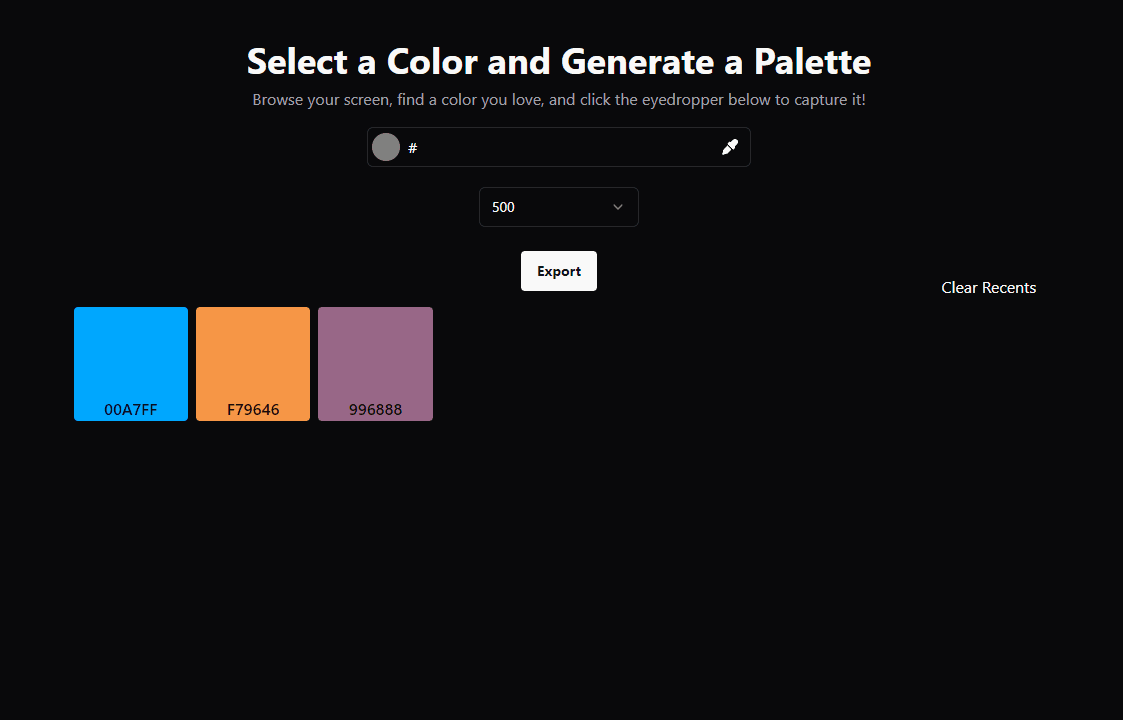 Select a Color and Generate a Palette
Browse your screen, find a color you love, and click the eyedropper below to capture it!
#
500
Export
Clear Recents
00A7FF
F79646
996888